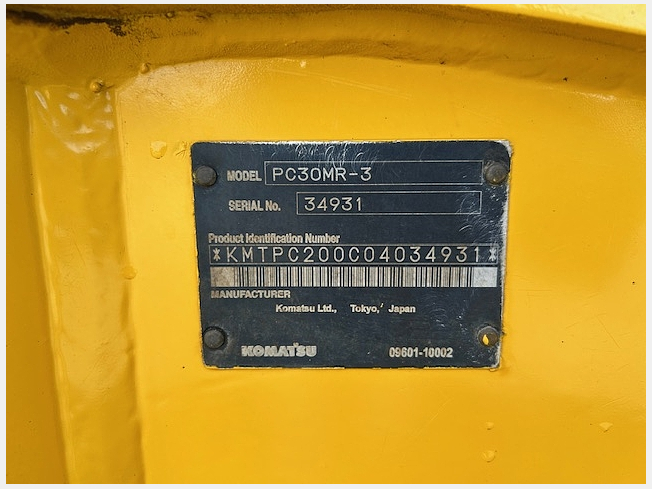 MODEL PC30MR-3
SERIAL No. 34931
Product Identification Number
*KMTPC200C04034931*
MANUFACTURER
Komatsu Ltd., Tokyo, Japan
KOMATSU 09601-10002